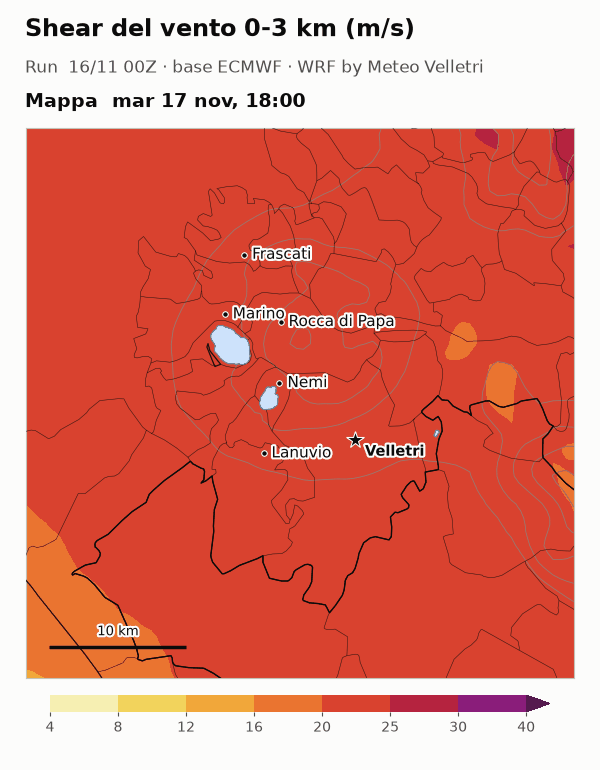 Shear del vento 0-3 km (m/s)
Run  16/11 00Z · base ECMWF · WRF by Meteo Velletri
Mappa  mar 17 nov, 18:00
Frascati
Marino
Rocca di Papa
Nemi
Velletri
Lanuvio
10 km
4 8 12 16 20 25 30 40